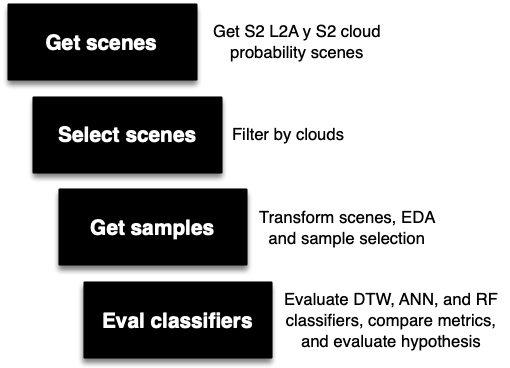 Get scenes
Get S2 L2A y S2 cloud
probability scenes
Select scenes
Filter by clouds
Get samples
Transform scenes, EDA
and sample selection
Eval classifiers
Evaluate DTW, ANN, and RF
classifiers, compare metrics,
and evaluate hypothesis